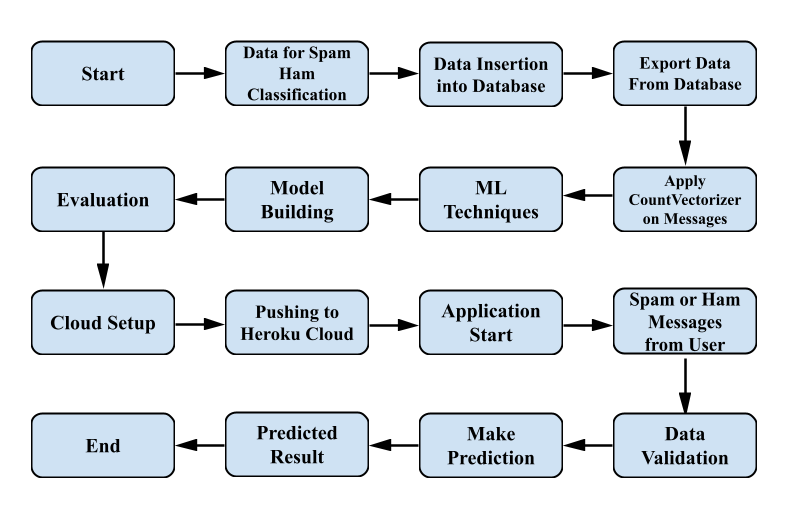 Start
Data for Spam
Ham
Classification
Data Insertion
into Database
Export Data
From Database
Apply
CountVectorizer
on Messages
ML
Techniques
Model
Building
Evaluation
Cloud Setup
Pushing to
Heroku Cloud
Application
Start
Spam or Ham
Messages
from User
Data
Validation
Make
Prediction
Predicted
Result
End